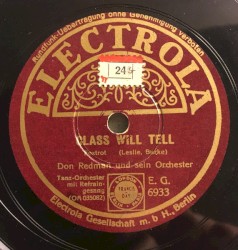 Rundfunk-Uebertragung ohne Genehmigung verboten
ELECTROLA
24
CLASS WILL TELL
Foxtrot (Leslie, Burke)
Don Redman und sein Orchester
Tanz-Orchester
mit Refrain-
gesang
E. G.
6933
Electrola Gesellschaft m. b. H., Berlin